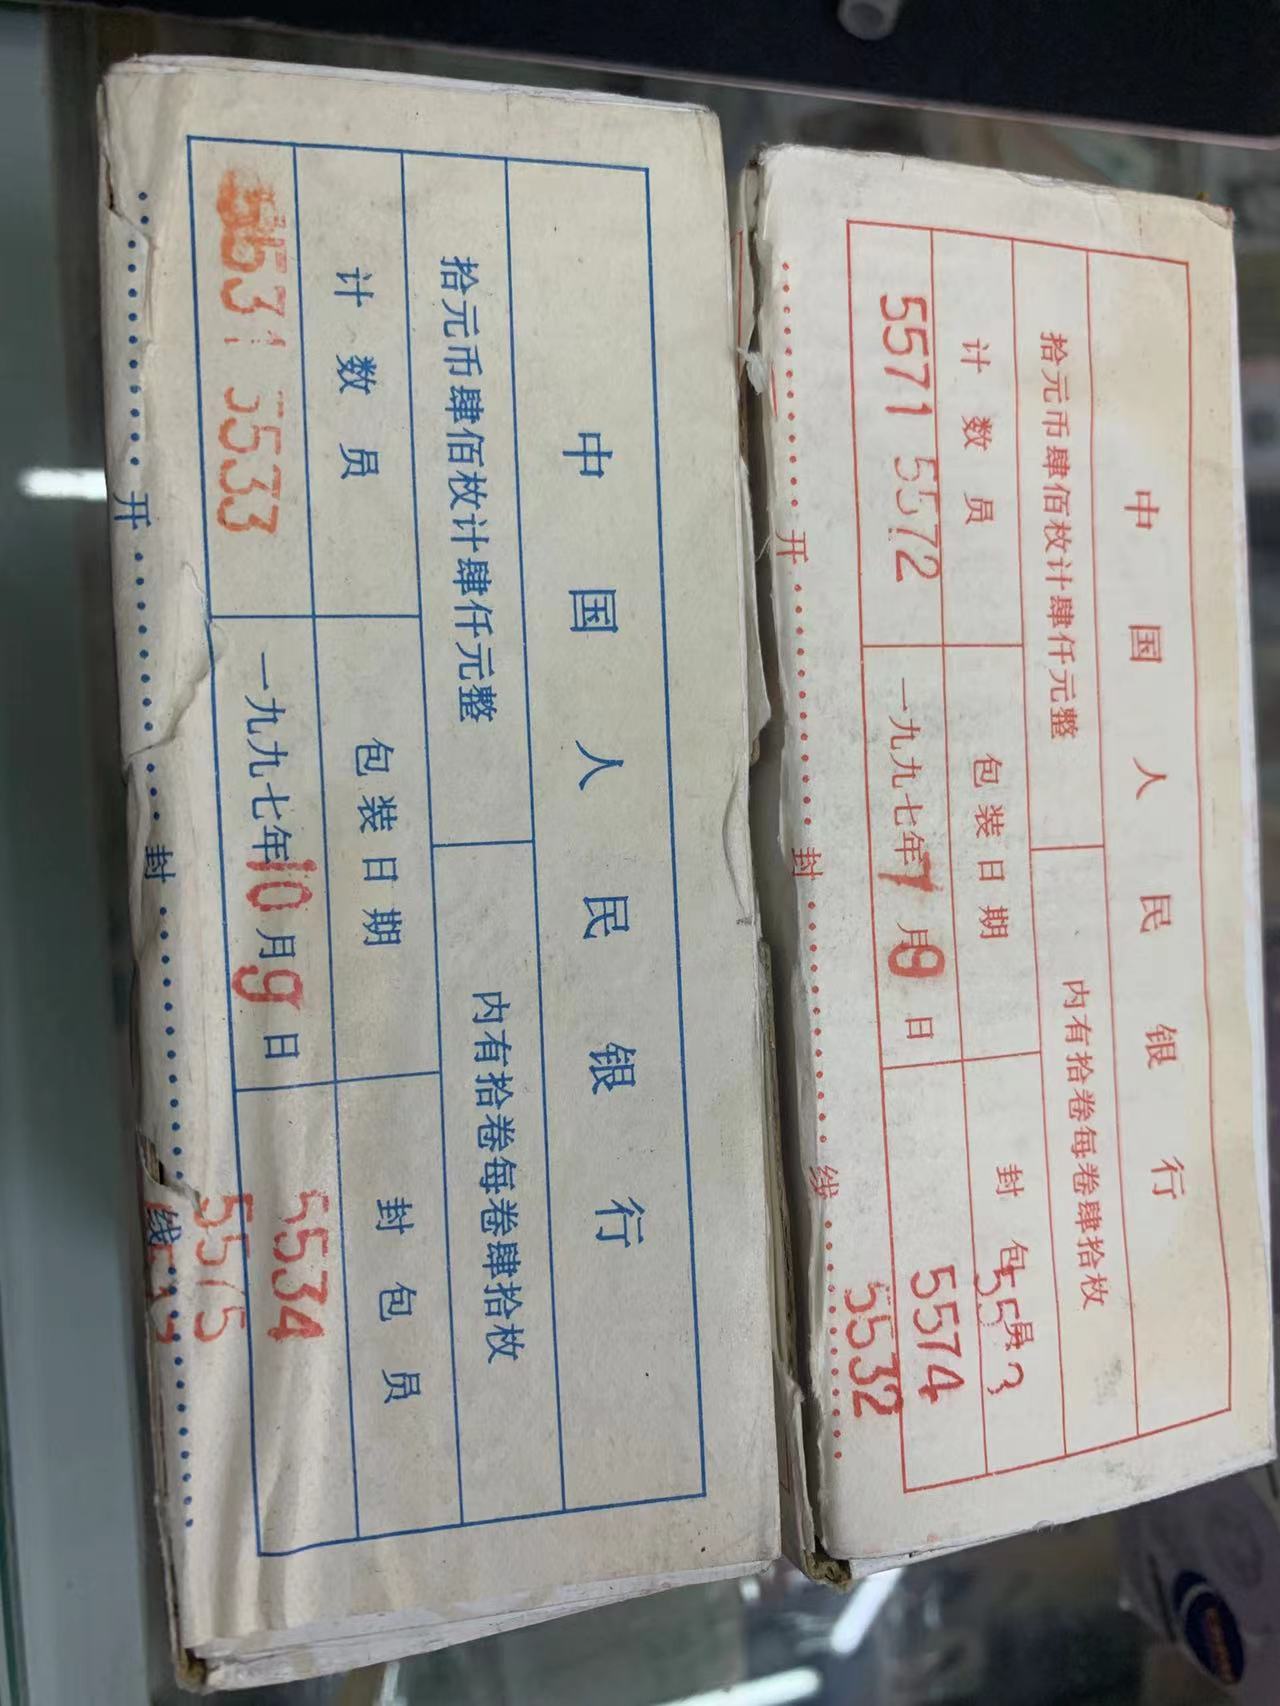 中国人民银行
拾元币肆佰枚计肆仟元整 内有拾卷每卷肆拾枚
计数员 包装日期 封包员
5571 5572 一九九七年7月9日 5574
5532
开 封 线
中国人民银行
拾元币肆佰枚计肆仟元整 内有拾卷每卷肆拾枚
计数员 包装日期 封包员
5533 一九九七年10月9日 5534
5575
开 封 线